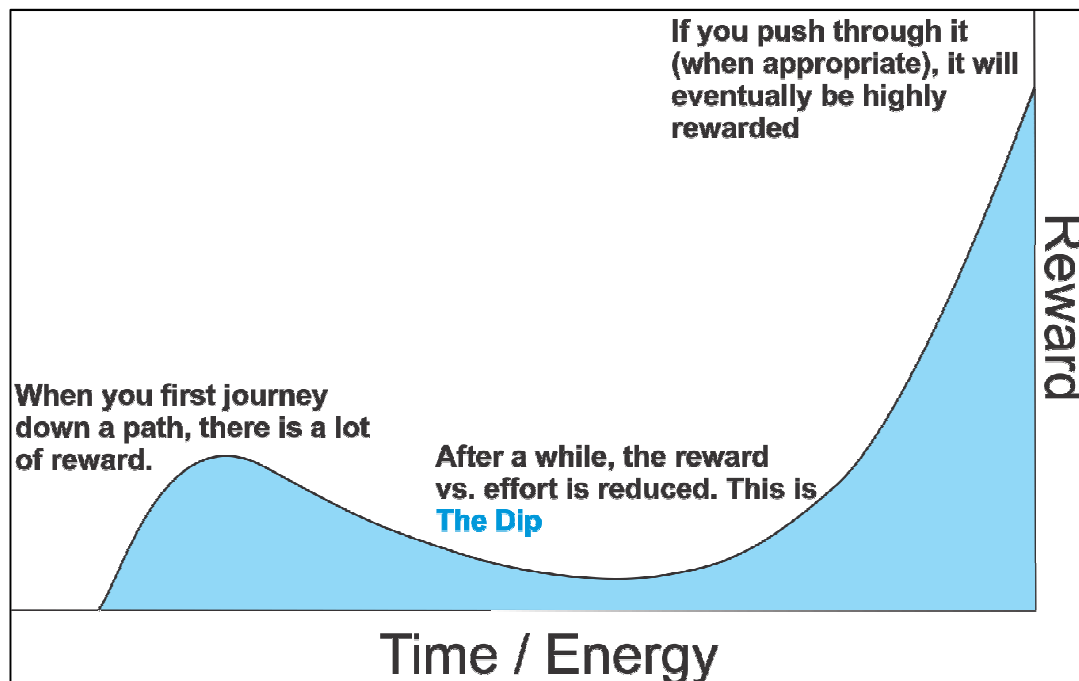 If you push through it
(when appropriate), it will
eventually be highly
rewarded
Reward
When you first journey
down a path, there is a lot
of reward.
After a while, the reward
vs. effort is reduced. This is
The Dip
Time / Energy